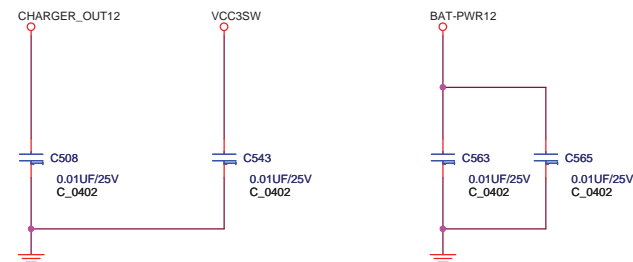 CHARGER_OUT12
VCC3SW
BAT-PWR12
C508
0.01UF/25V
C_0402
C543
0.01UF/25V
C_0402
C563
0.01UF/25V
C_0402
C565
0.01UF/25V
C_0402